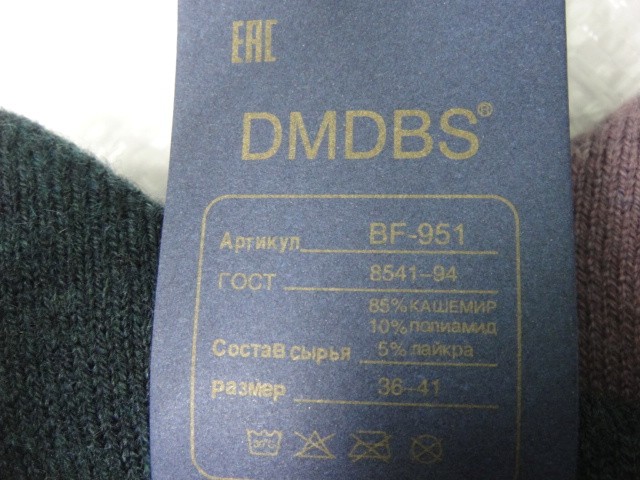 EAC
DMDBS®
Артикул BF-951
ГОСТ 8541-94
85% КАШЕМИР
10% полиамид
Состав сырья 5% лайкра
размер 36-41
30°C